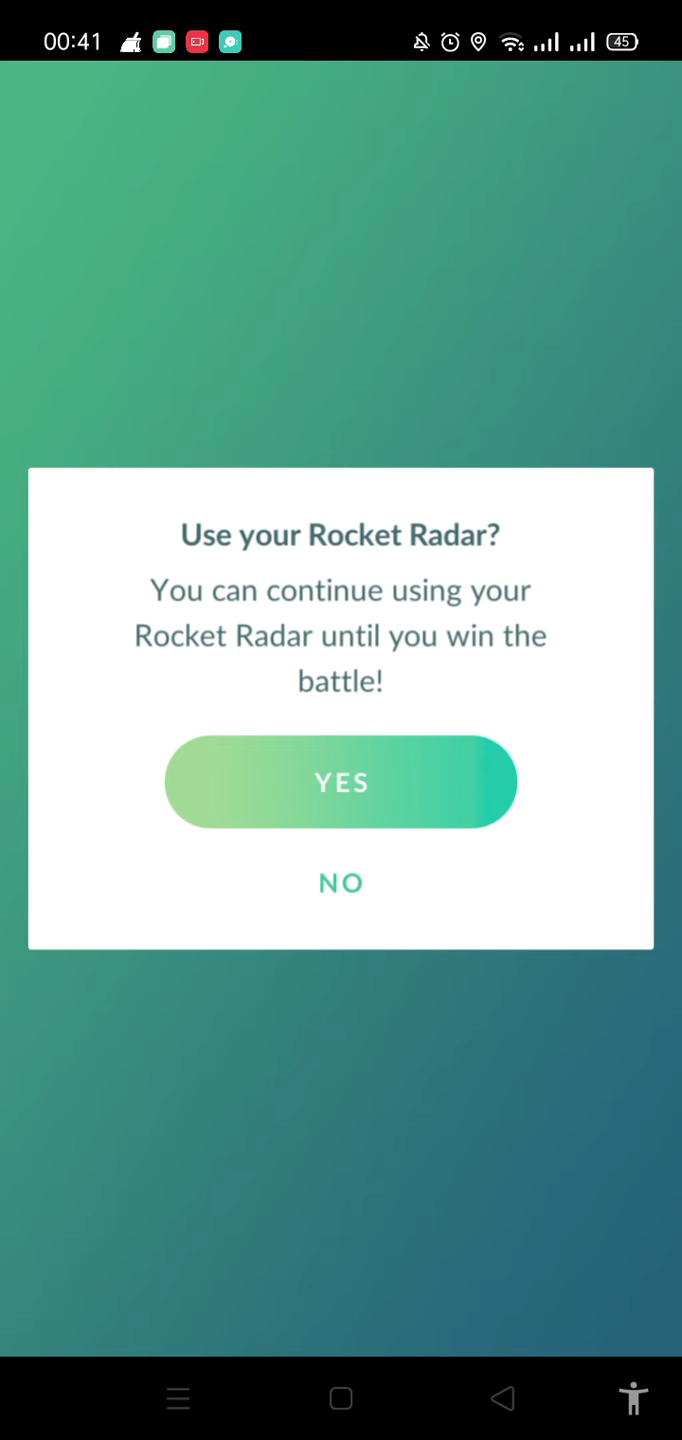 00:41
45
Use your Rocket Radar?
You can continue using your
Rocket Radar until you win the
battle!
YES
NO